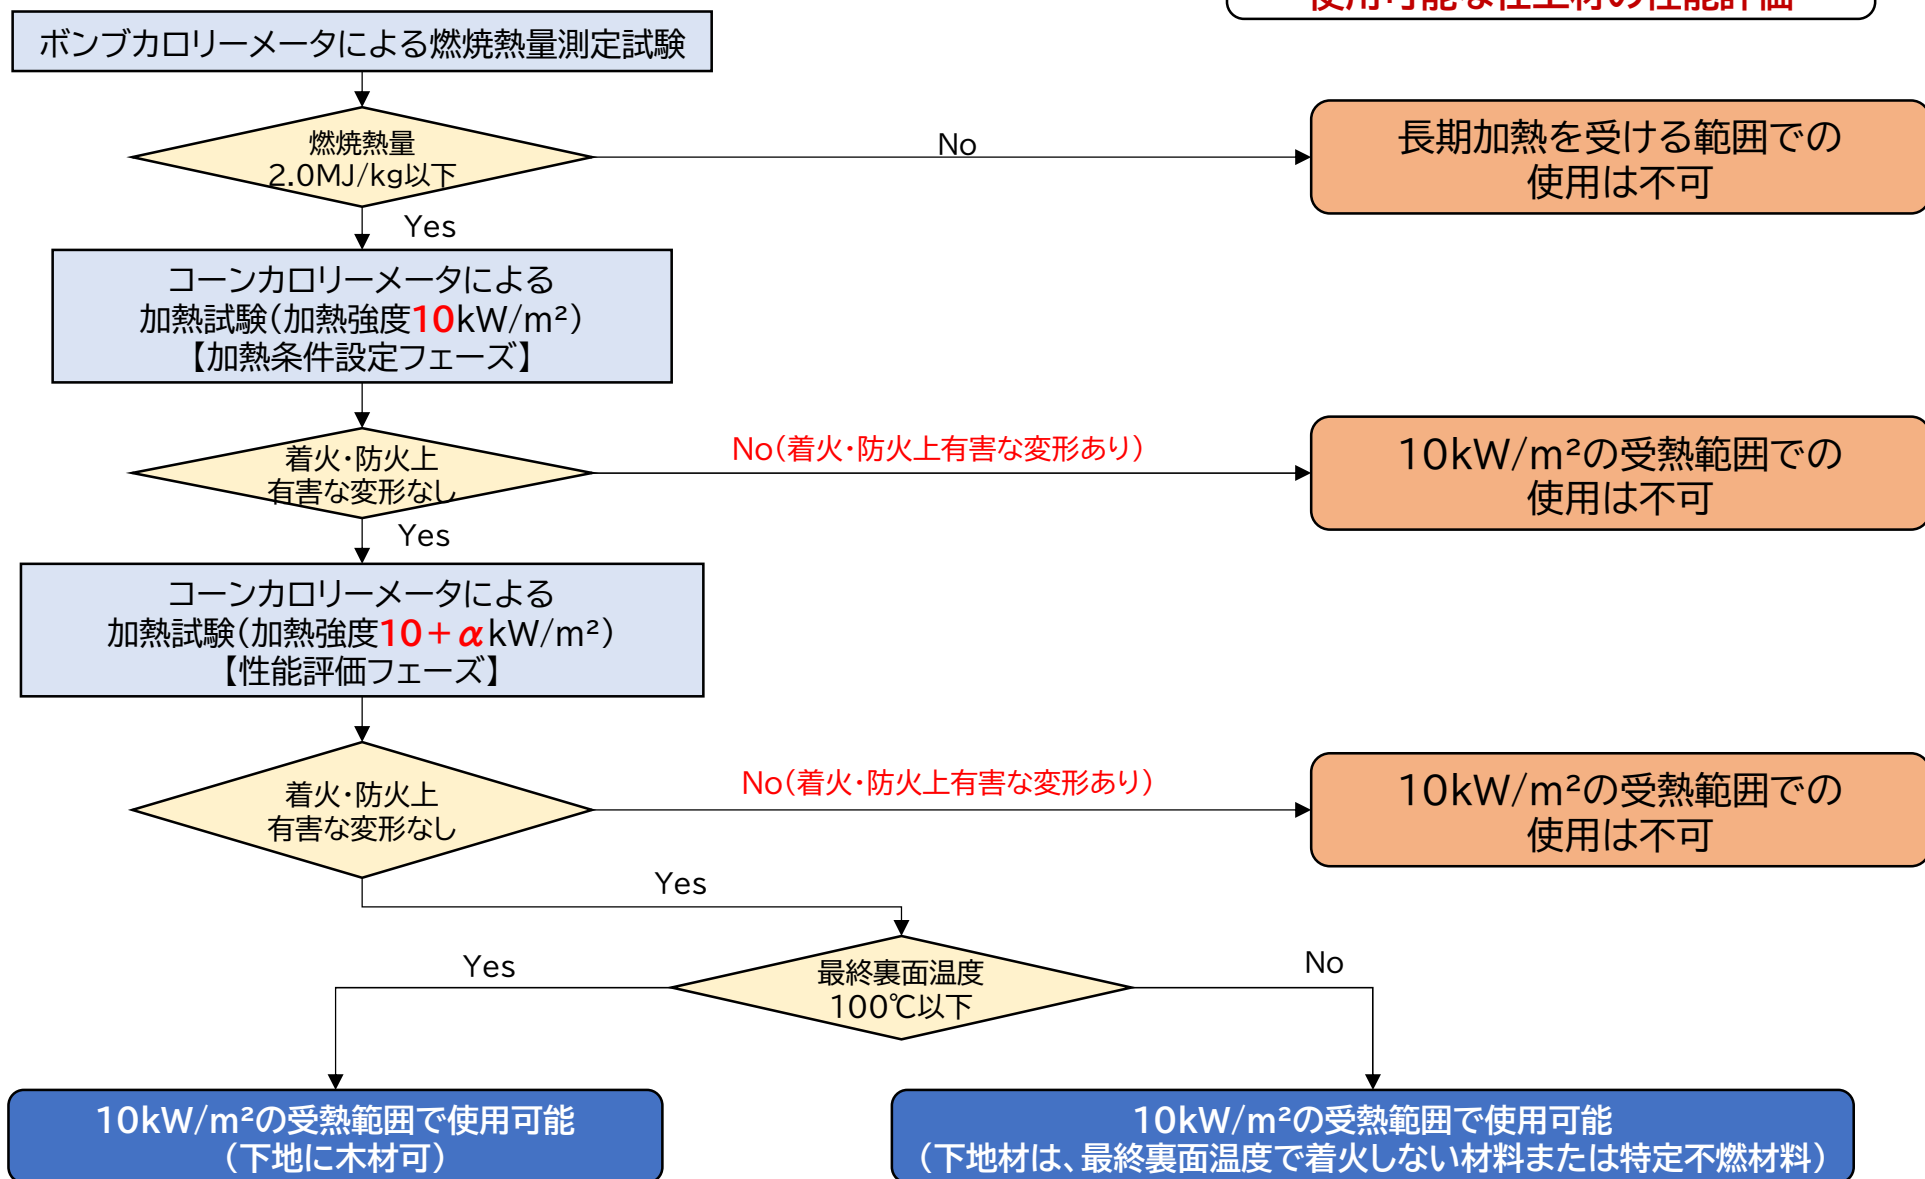 使用可能な仕上材の性能評価
ボンブカロリーメータによる燃焼熱量測定試験
燃焼熱量
2.0MJ/kg以下
No
長期加熱を受ける範囲での
使用は不可
Yes
コーンカロリーメータによる
加熱試験(加熱強度10kW/m²)
【加熱条件設定フェーズ】
着火・防火上
有害な変形なし
No(着火・防火上有害な変形あり)
10kW/m²の受熱範囲での
使用は不可
Yes
コーンカロリーメータによる
加熱試験(加熱強度10+αkW/m²)
【性能評価フェーズ】
着火・防火上
有害な変形なし
No(着火・防火上有害な変形あり)
10kW/m²の受熱範囲での
使用は不可
Yes
最終裏面温度
100℃以下
Yes
No
10kW/m²の受熱範囲で使用可能
(下地に木材可)
10kW/m²の受熱範囲で使用可能
(下地材は、最終裏面温度で着火しない材料または特定不燃材料)